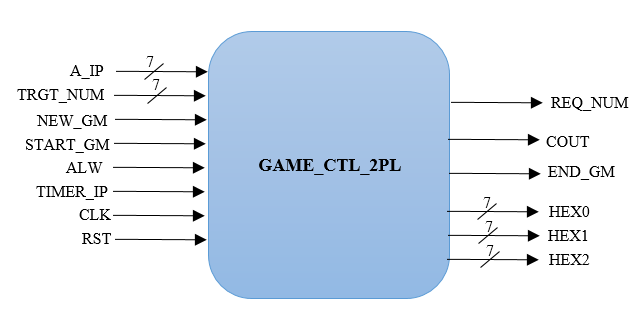 7
A_IP
7
TRGT_NUM
NEW_GM
START_GM
ALW
TIMER_IP
CLK
RST
GAME_CTL_2PL
REQ_NUM
COUT
END_GM
7
HEX0
7
HEX1
7
HEX2